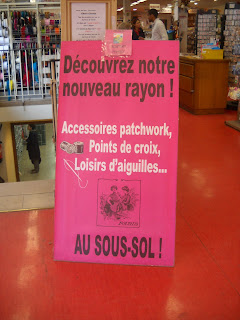 Découvrez notre
nouveau rayon !
Accessoires patchwork,
Points de croix,
Loisirs d'aiguilles...
AU SOUS-SOL !